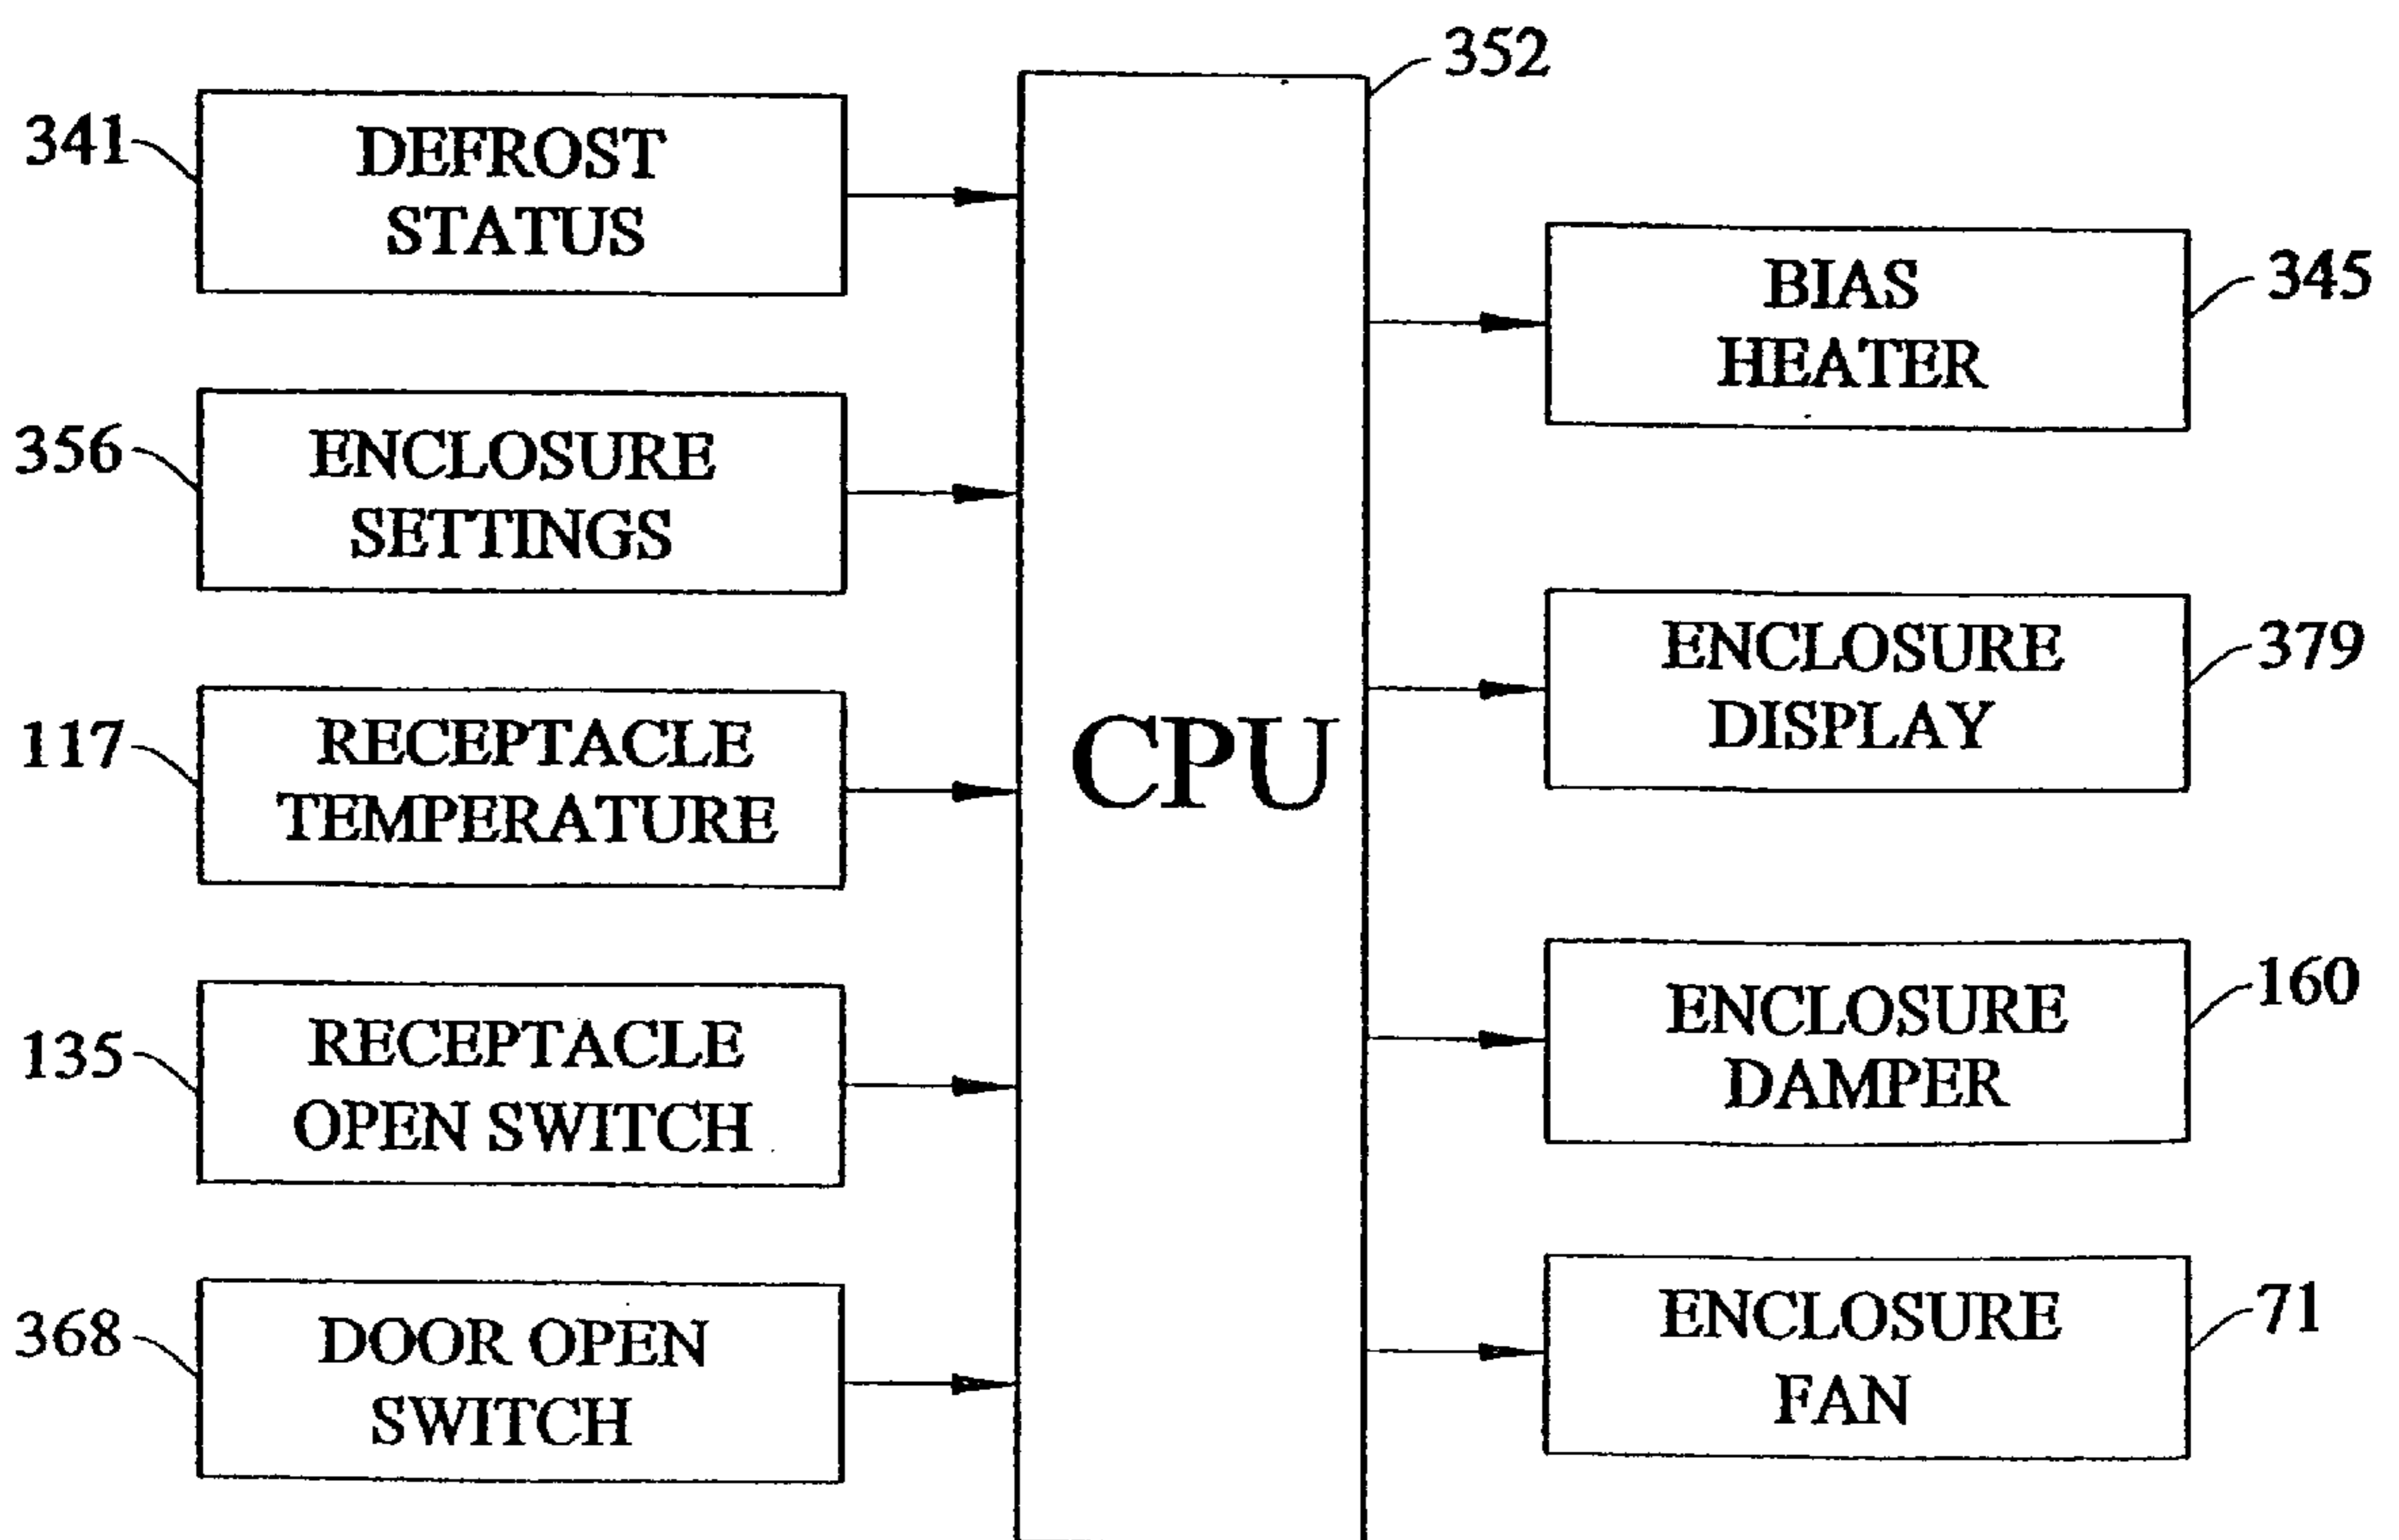 352
341
DEFROST
STATUS
356
ENCLOSURE
SETTINGS
117
RECEPTACLE
TEMPERATURE
135
RECEPTACLE
OPEN SWITCH
368
DOOR OPEN
SWITCH
CPU
BIAS
HEATER
345
ENCLOSURE
DISPLAY
379
ENCLOSURE
DAMPER
160
ENCLOSURE
FAN
71